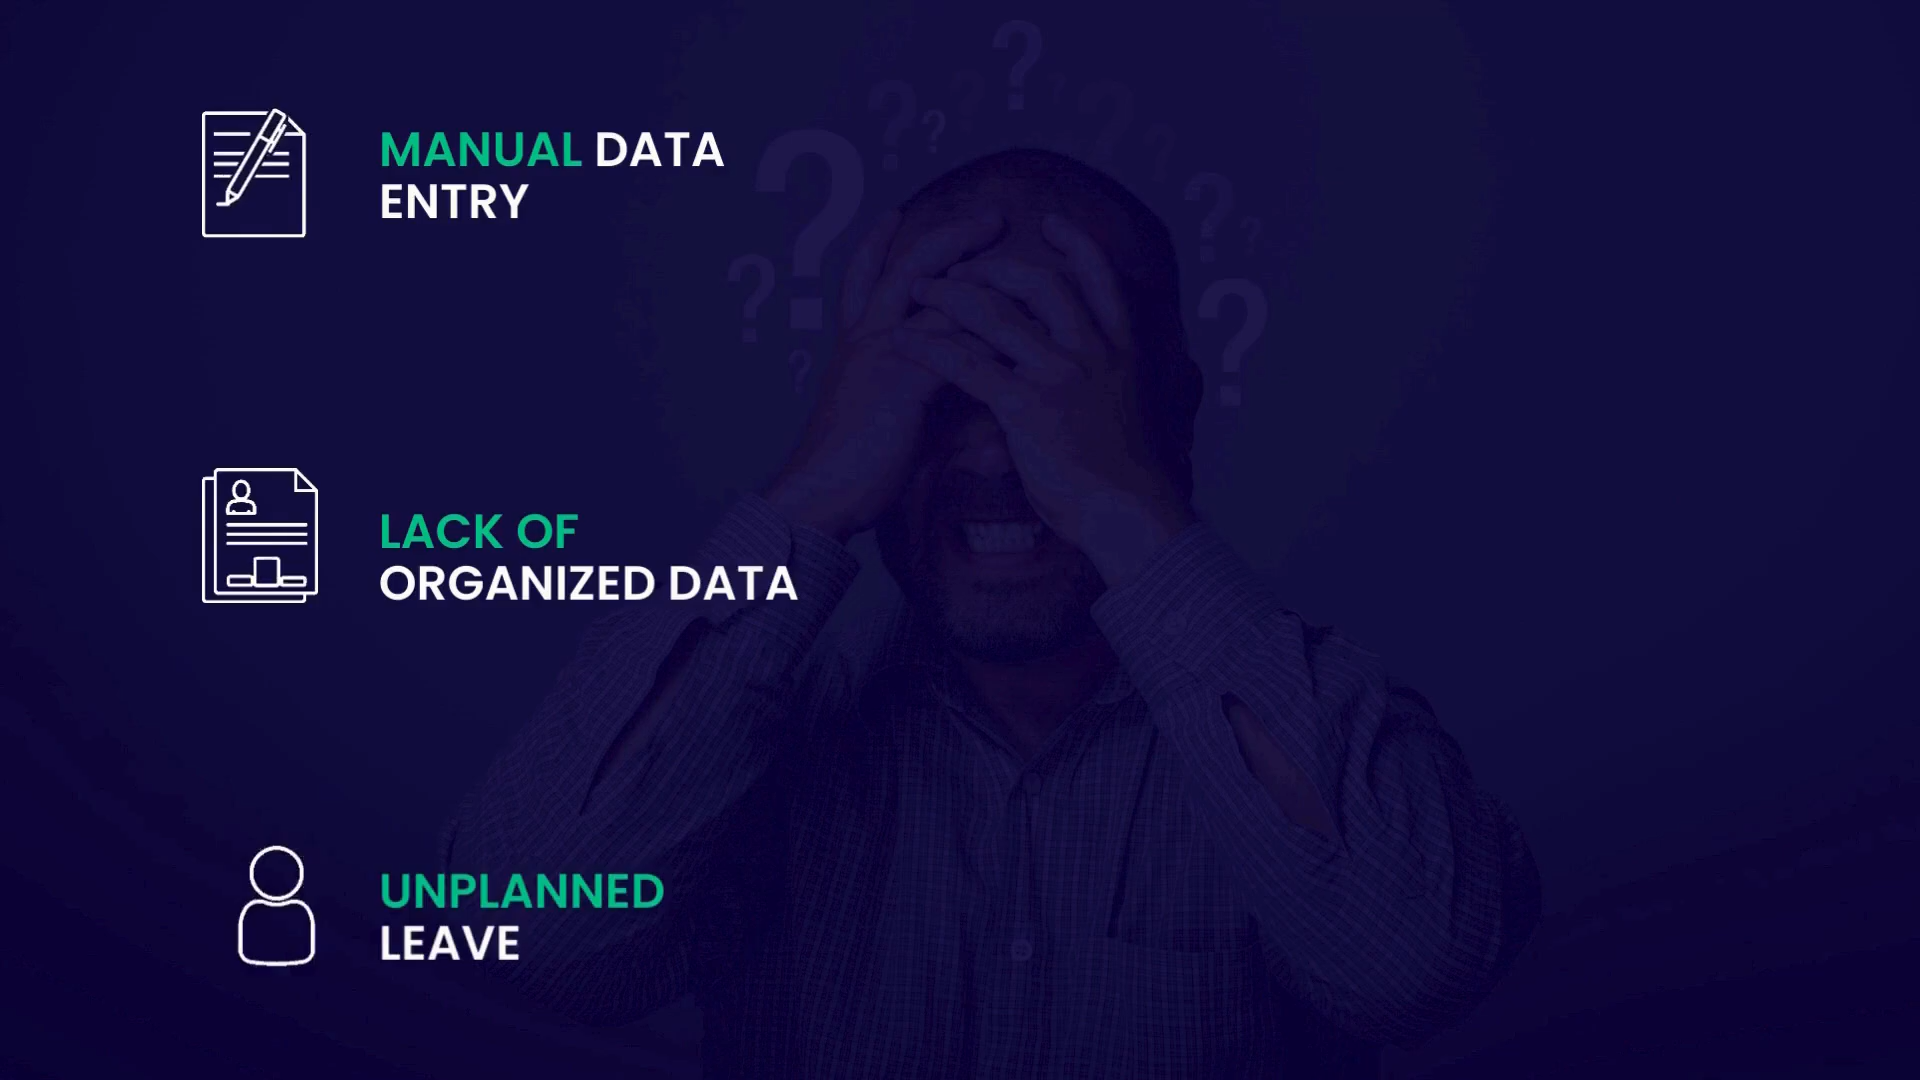 MANUAL DATA
ENTRY
LACK OF
ORGANIZED DATA
UNPLANNED
LEAVE